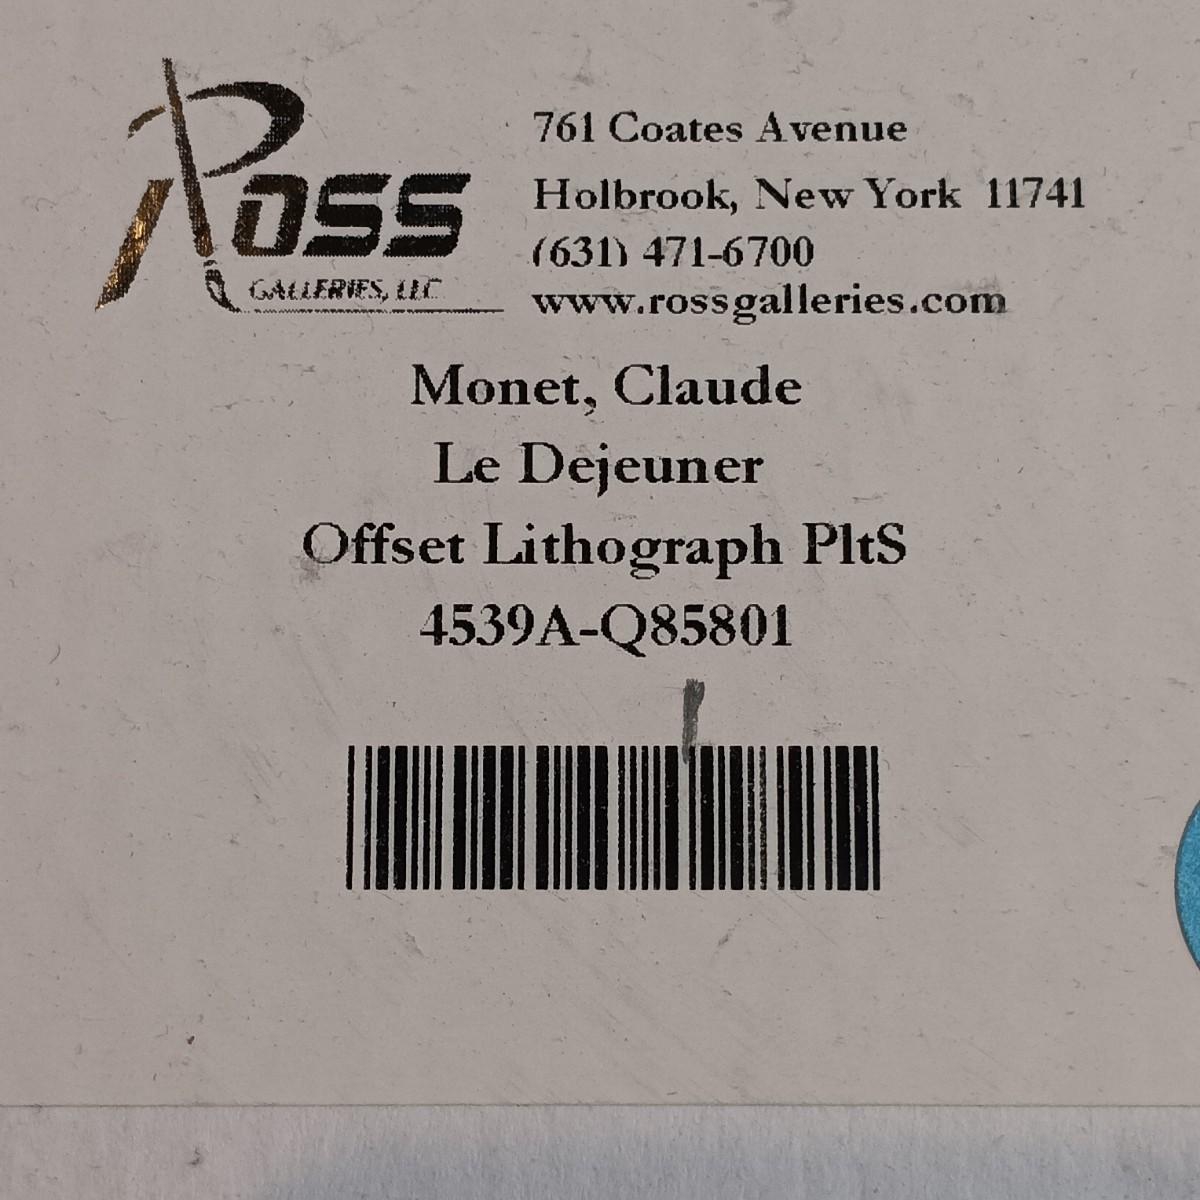 Ross
GALLERIES, LLC
761 Coates Avenue
Holbrook, New York 11741
(631) 471-6700
www.rossgalleries.com
Monet, Claude
Le Dejeuner
Offset Lithograph PltS
4539A-Q85801